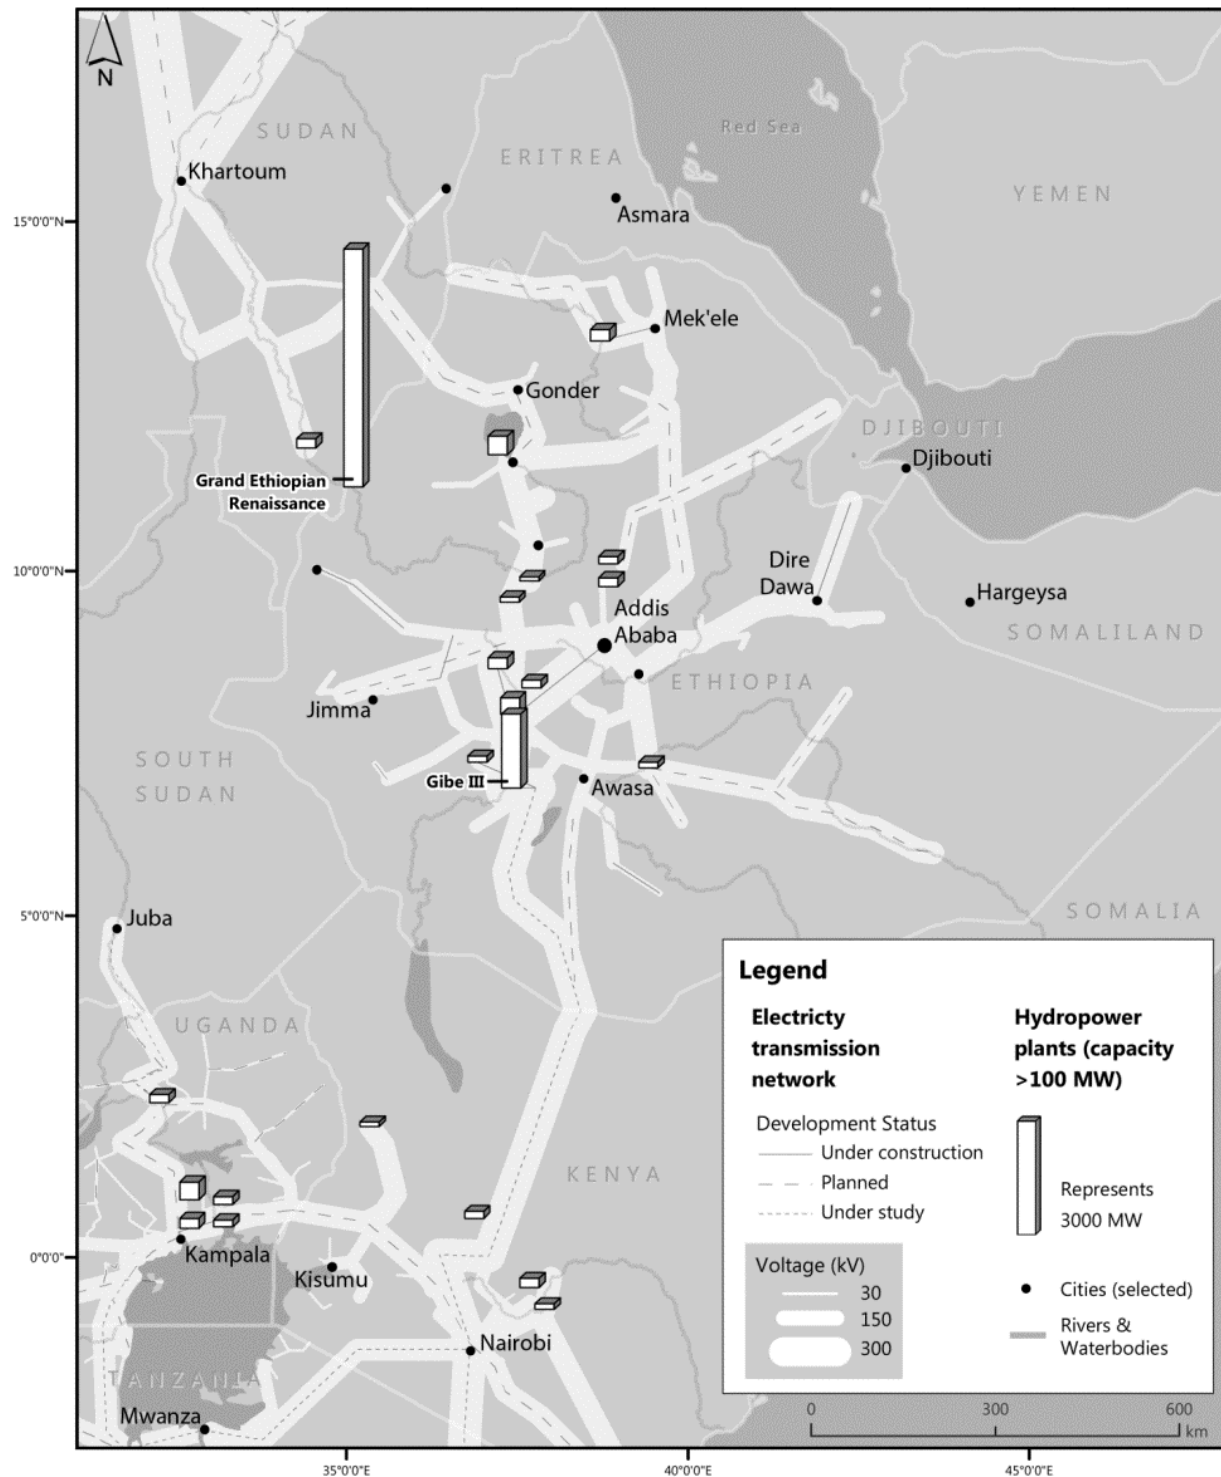 N
SUDAN
Khartoum
ERITREA
Red Sea
YEMEN
15°0'0"N
Asmara
Mek'ele
Gonder
DJIBOUTI
Djibouti
Grand Ethiopian
Renaissance
10°0'0"N
Dire
Dawa
Hargeysa
Addis
Ababa
SOMALILAND
ETHIOPIA
Jimma
SOUTH
SUDAN
Gibe III
Awasa
5°0'0"N
Juba
SOMALIA
UGANDA
KENYA
0°0'0"
Kampala
Kisumu
Nairobi
TANZANIA
Mwanza
Legend
Electricty
transmission
network
Development Status
Under construction
Planned
Under study
Voltage (kV)
30
150
300
Hydropower
plants (capacity
>100 MW)
Represents
3000 MW
Cities (selected)
Rivers &
Waterbodies
0 300 600
km
35°0'0"E 40°0'0"E 45°0'0"E